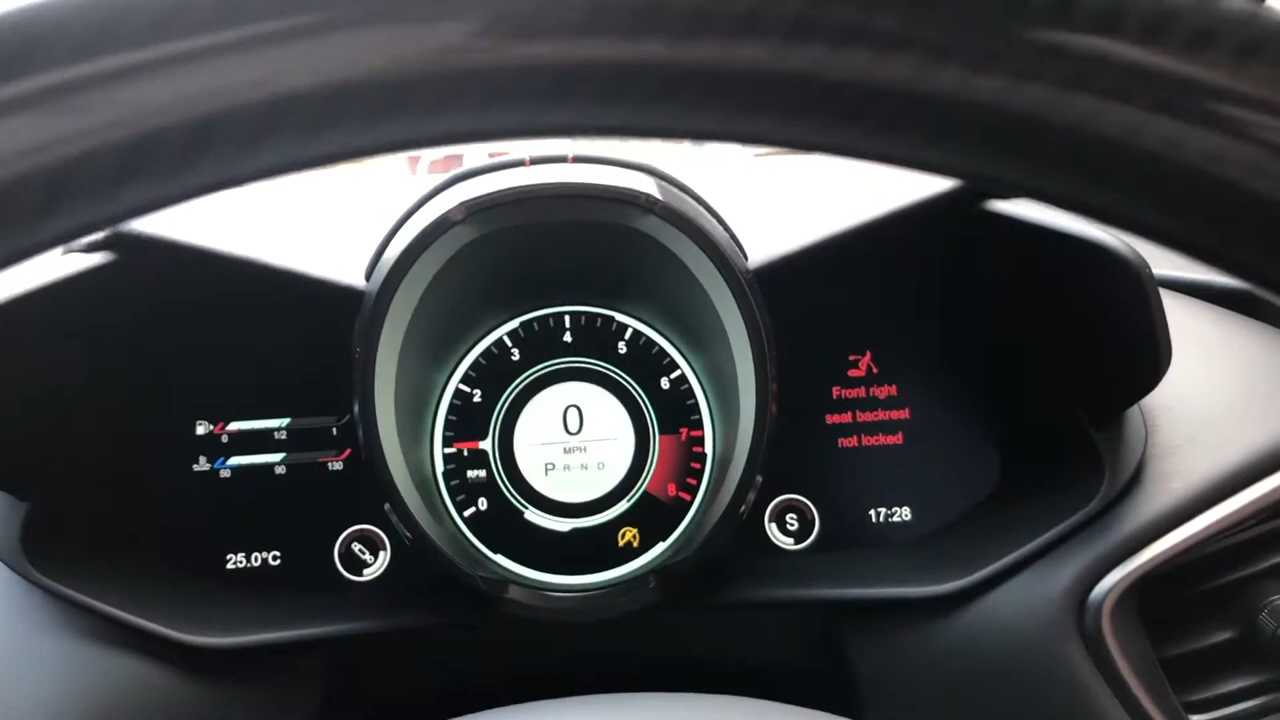 0 1/2 1
50 90 130
25.0°C
0 1 2 3 4 5 6 7 8
RPM
0
MPH
P R N D
Front right
seat backrest
not locked
S
17:28